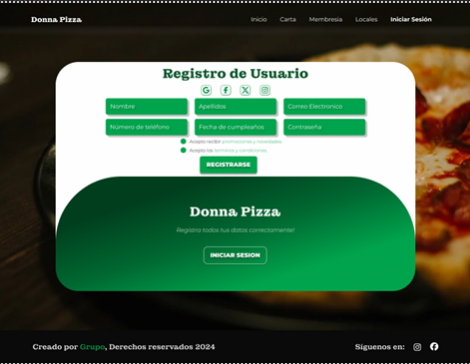 Donna Pizza Inicio Carta Membresia Locales Iniciar Sesión
Registro de Usuario
Nombre Apellidos Correo Electronico
Número de teléfono Fecha de cumpleaños Contraseña
Acepto recibir promociones y novedades
Acepto los terminos y condiciones
REGISTRARSE
Donna Pizza
Registra todos tus datos correctamente!
INICIAR SESION
Creado por Grupo, Derechos reservados 2024 Síguenos en: